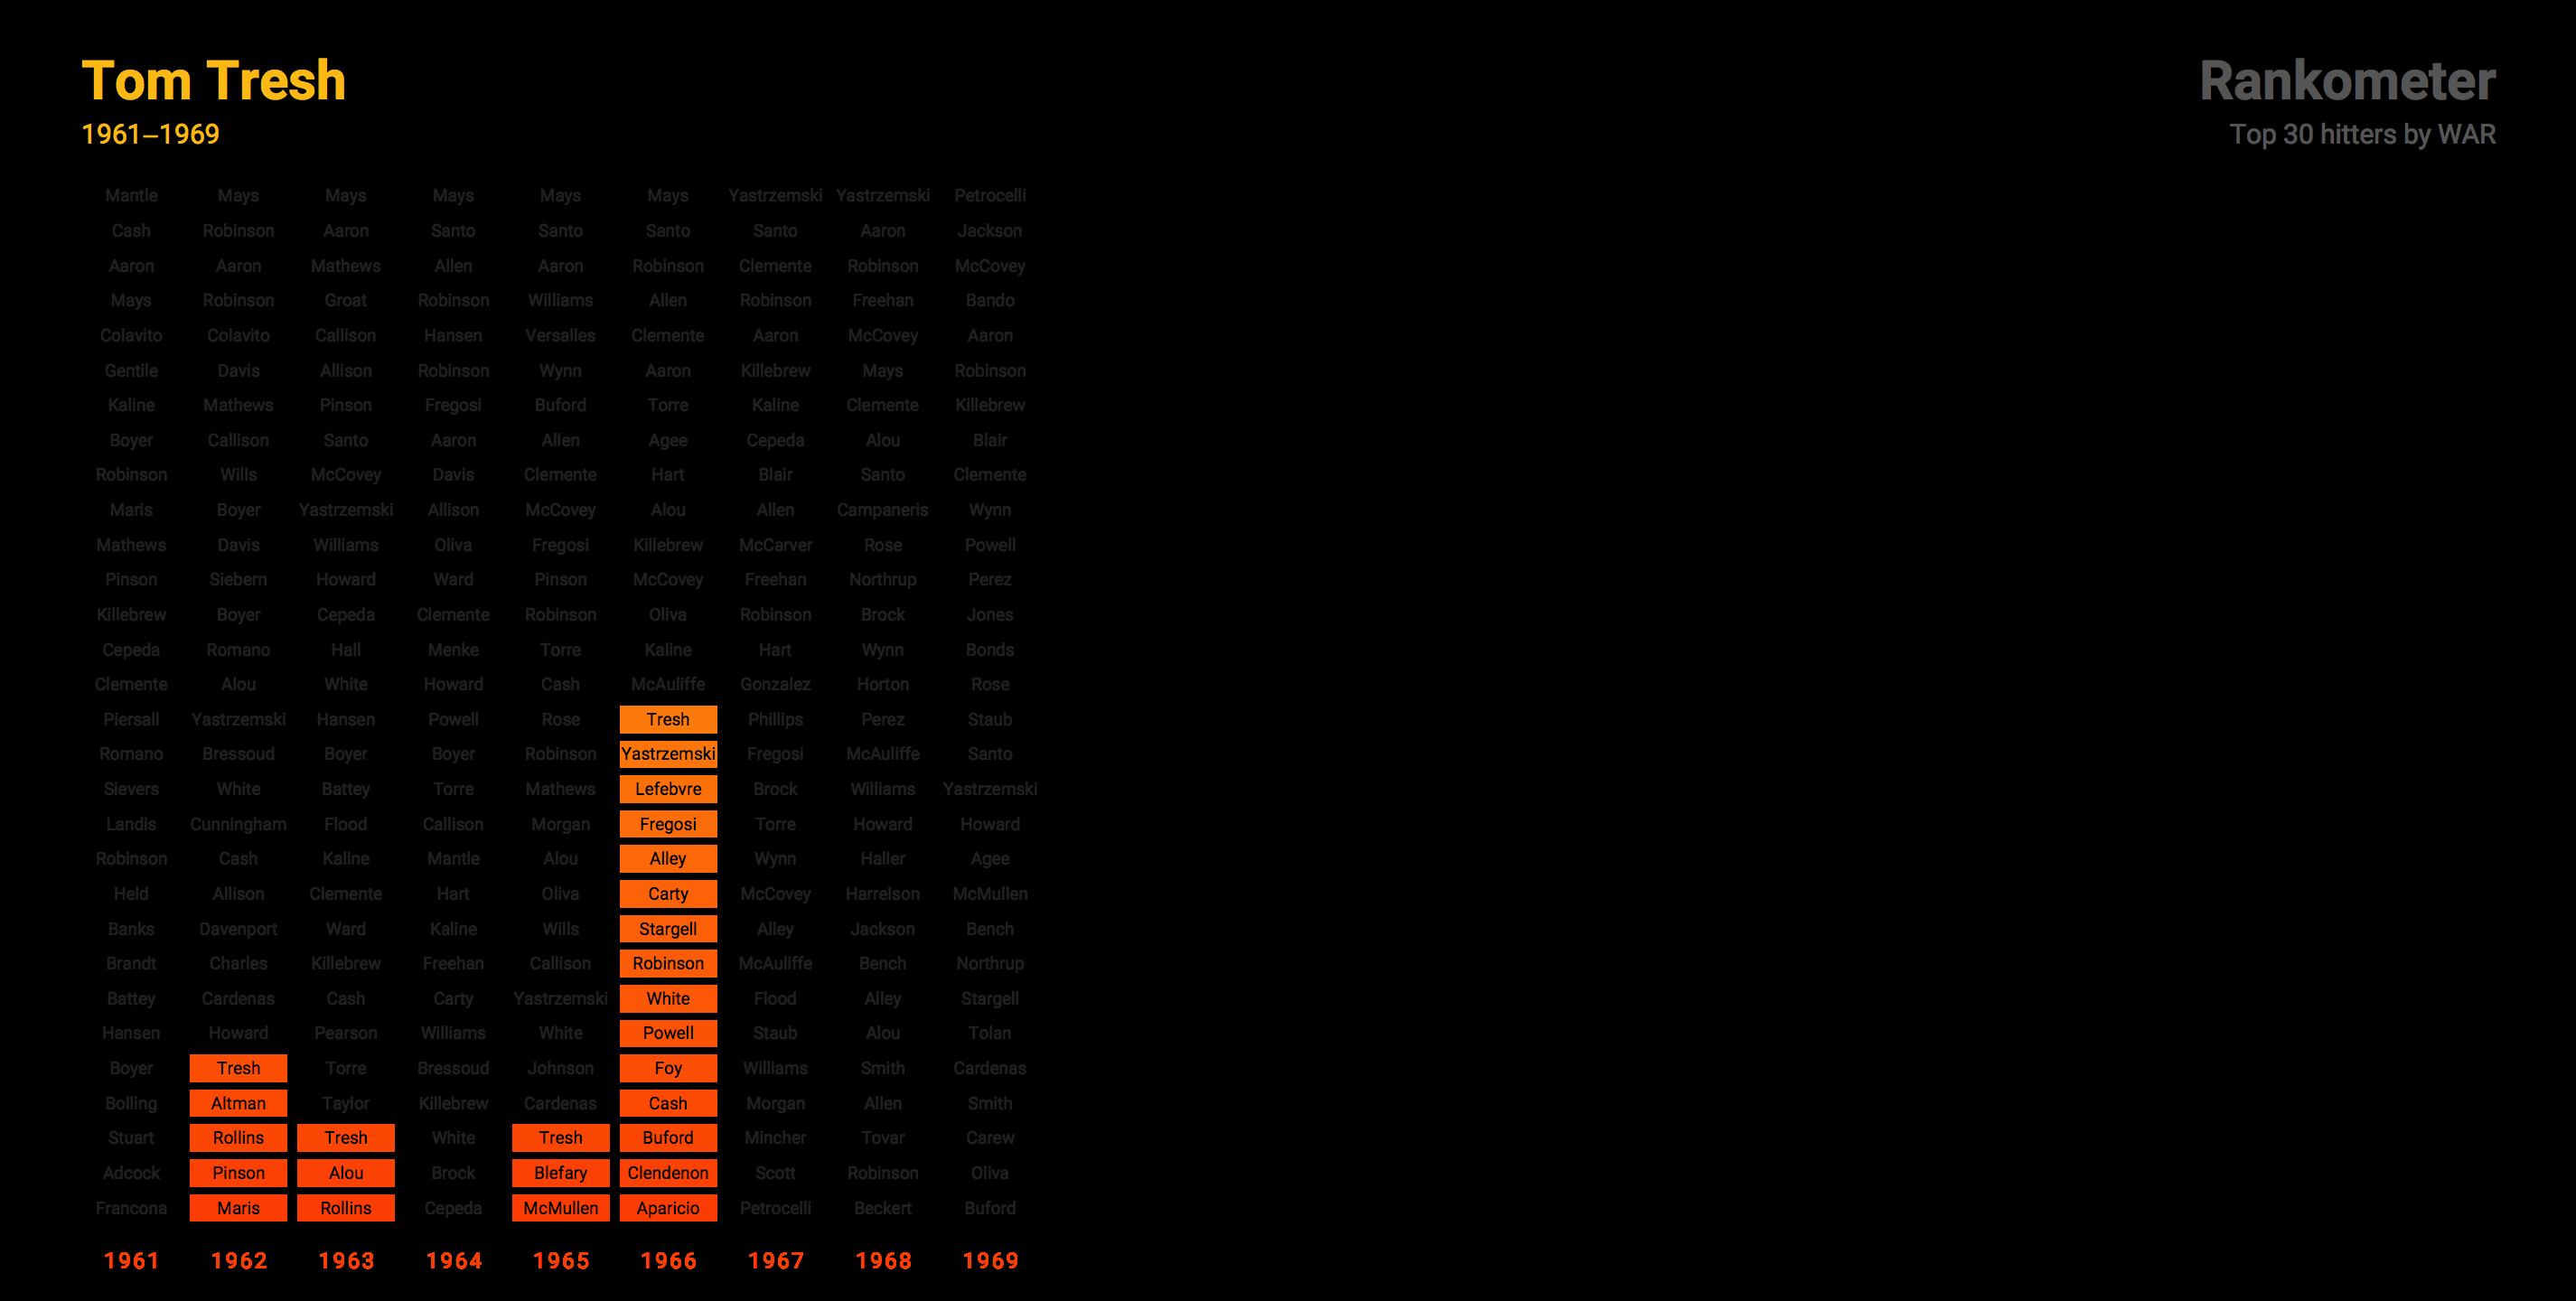 Tom Tresh
1961–1969
Rankometer
Top 30 hitters by WAR
Mantle Mays Mays Mays Mays Mays Yastrzemski Yastrzemski Petrocelli
Cash Robinson Aaron Santo Santo Santo Santo Aaron Jackson
Aaron Aaron Mathews Allen Aaron Robinson Clemente Robinson McCovey
Mays Robinson Groat Robinson Williams Allen Robinson Freehan Bando
Colavito Colavito Callison Hansen Versalles Clemente Aaron McCovey Aaron
Gentile Davis Allison Robinson Wynn Aaron Killebrew Mays Robinson
Kaline Mathews Pinson Fregosi Buford Torre Kaline Clemente Killebrew
Boyer Callison Santo Aaron Allen Agee Cepeda Alou Blair
Robinson Wills McCovey Davis Clemente Hart Blair Santo Clemente
Maris Boyer Yastrzemski Allison McCovey Alou Allen Campaneris Wynn
Mathews Davis Williams Oliva Fregosi Killebrew McCarver Rose Powell
Pinson Siebern Howard Ward Pinson McCovey Freehan Northrup Perez
Killebrew Boyer Cepeda Clemente Robinson Oliva Robinson Brock Jones
Cepeda Romano Hall Menke Torre Kaline Hart Wynn Bonds
Clemente Alou White Howard Cash McAuliffe Gonzalez Horton Rose
Piersall Yastrzemski Hansen Powell Rose Tresh Phillips Perez Staub
Romano Bressoud Boyer Boyer Robinson Yastrzemski Fregosi McAuliffe Santo
Sievers White Battey Torre Mathews Lefebvre Brock Williams Yastrzemski
Landis Cunningham Flood Callison Morgan Fregosi Torre Howard Howard
Robinson Cash Kaline Mantle Alou Alley Wynn Haller Agee
Held Allison Clemente Hart Oliva Carty McCovey Harrelson McMullen
Banks Davenport Ward Kaline Wills Stargell Alley Jackson Bench
Brandt Charles Killebrew Freehan Callison Robinson McAuliffe Bench Northrup
Battey Cardenas Cash Carty Yastrzemski White Flood Alley Stargell
Hansen Howard Pearson Williams White Powell Staub Alou Tolan
Boyer Tresh Torre Bressoud Johnson Foy Williams Smith Cardenas
Bolling Altman Taylor Killebrew Cardenas Cash Morgan Allen Smith
Stuart Rollins Tresh White Tresh Buford Mincher Tovar Carew
Adcock Pinson Alou Brock Blefary Clendenon Scott Robinson Oliva
Francona Maris Rollins Cepeda McMullen Aparicio Petrocelli Beckert Buford
1961 1962 1963 1964 1965 1966 1967 1968 1969